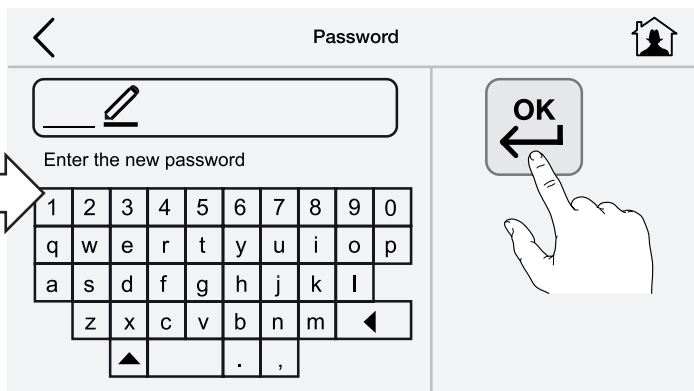 Password
Enter the new password
OK
1 2 3 4 5 6 7 8 9 0
q w e r t y u i o p
a s d f g h j k l
z x c v b n m
. ,